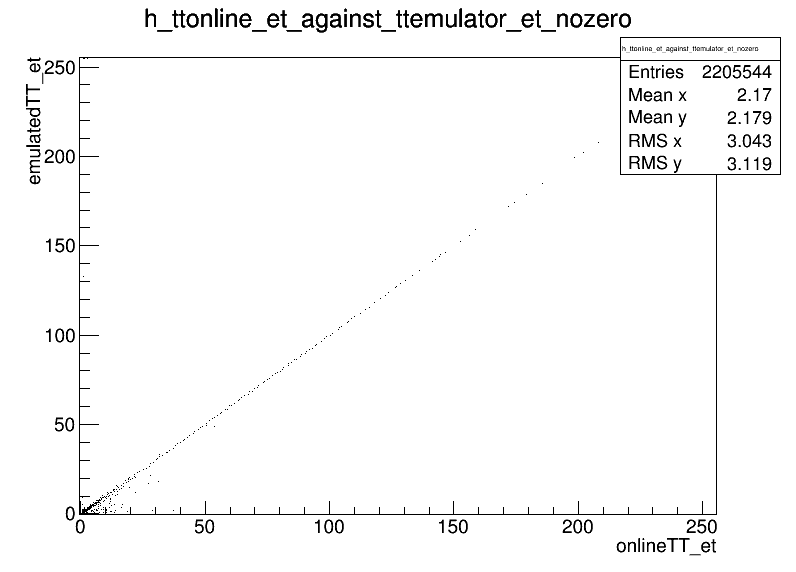 h_ttonline_et_against_ttemulator_et_nozero
h_ttonline_et_against_ttemulator_et_nozero
Entries 2205544
Mean x 2.17
Mean y 2.179
RMS x 3.043
RMS y 3.119
emulatedTT_et
250
200
150
100
50
0
0 50 100 150 200 250
onlineTT_et